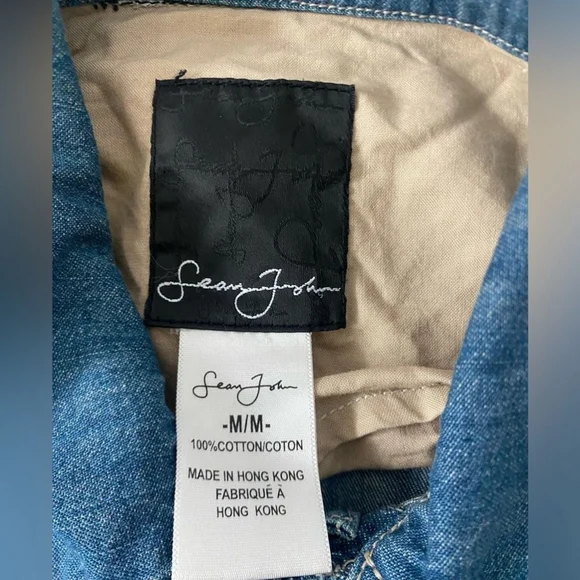 Sean John
Sean John
-M/M-
100%COTTON/COTON
MADE IN HONG KONG
FABRIQUÉ À
HONG KONG